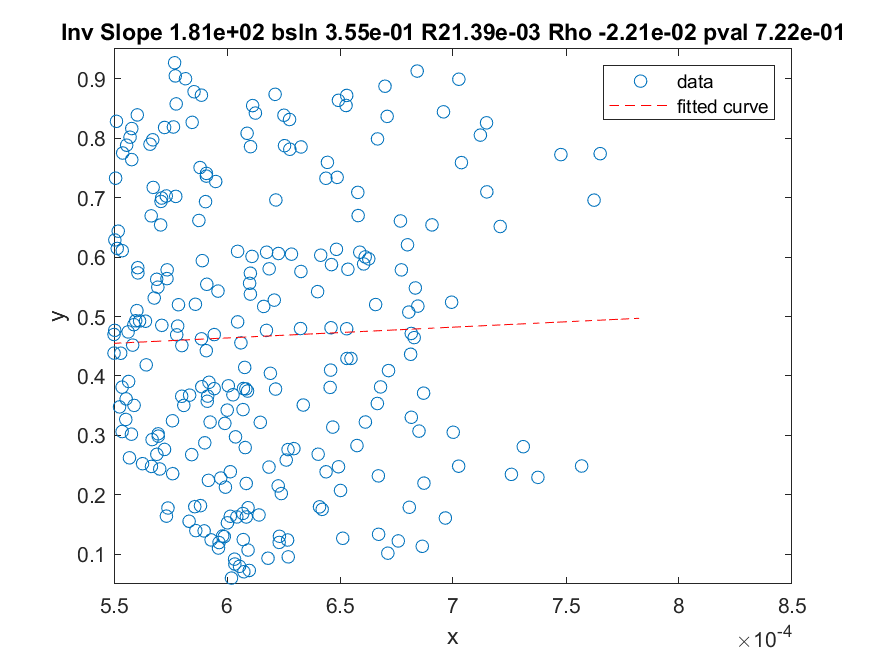 Inv Slope 1.81e+02 bsln 3.55e-01 R21.39e-03 Rho -2.21e-02 pval 7.22e-01
data
fitted curve
0.9
0.8
0.7
0.6
0.5
0.4
0.3
0.2
0.1
y
5.5 6 6.5 7 7.5 8 8.5
x
×10⁻⁴